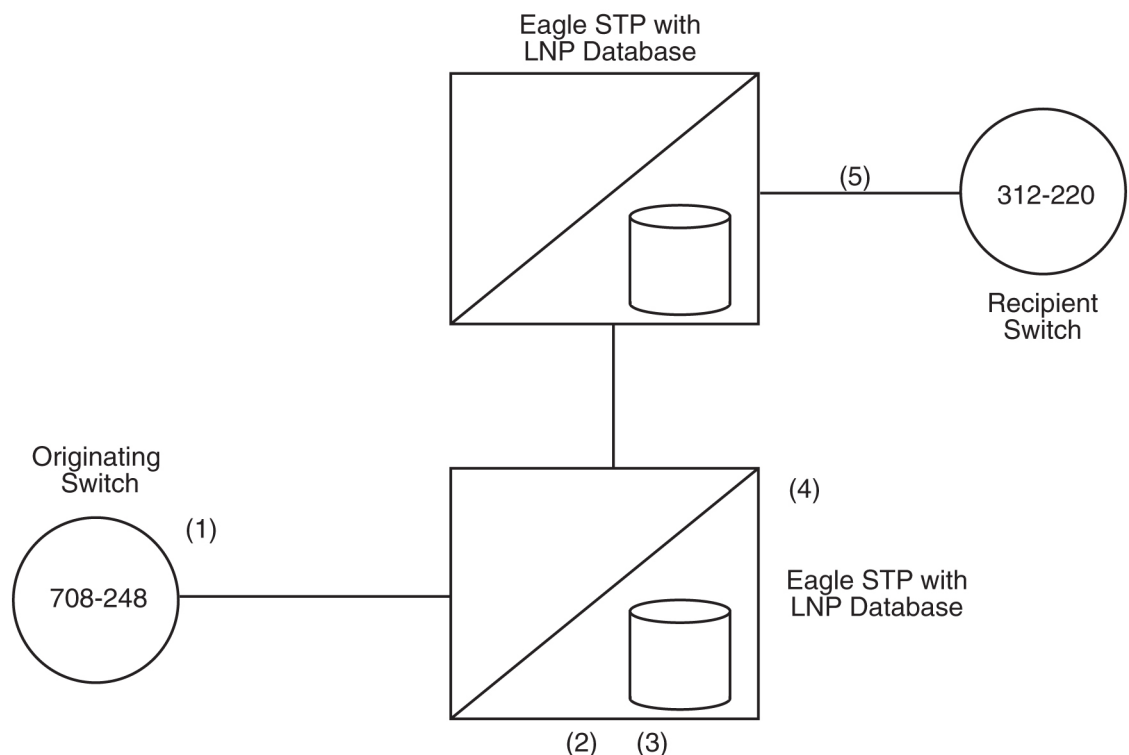 Eagle STP with
LNP Database
(5)
312-220
Recipient
Switch
Originating
Switch
(1)
708-248
(4)
Eagle STP with
LNP Database
(2)
(3)